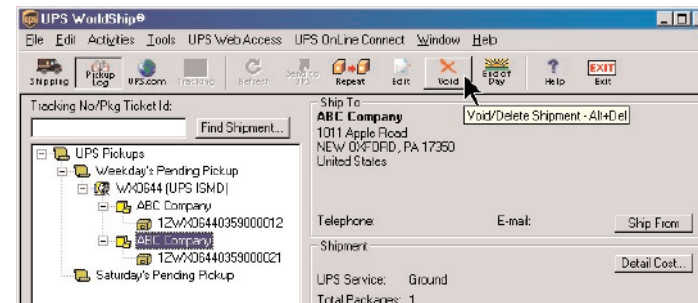 UPS WorldShip®
File Edit Activities Tools UPS Web Access UPS OnLine Connect Window Help
Shipping Pickup Log UPS.com Tracking Refresh Send to UPS Repeat Edit Void End of Day Help EXIT Exit
Tracking No/Pkg Ticket Id:
Find Shipment...
UPS Pickups
Weekday's Pending Pickup
WX0644 (UPS ISMD)
ABC Company
1ZWX06440359000012
ABC Company
1ZWX06440359000021
Saturday's Pending Pickup
Ship To
ABC Company
Void/Delete Shipment - Alt+Del
1011 Apple Road
NEW OXFORD, PA 17350
United States
Telephone: E-mail: Ship From
Shipment
Detail Cost...
UPS Service: Ground
Total Packages: 1